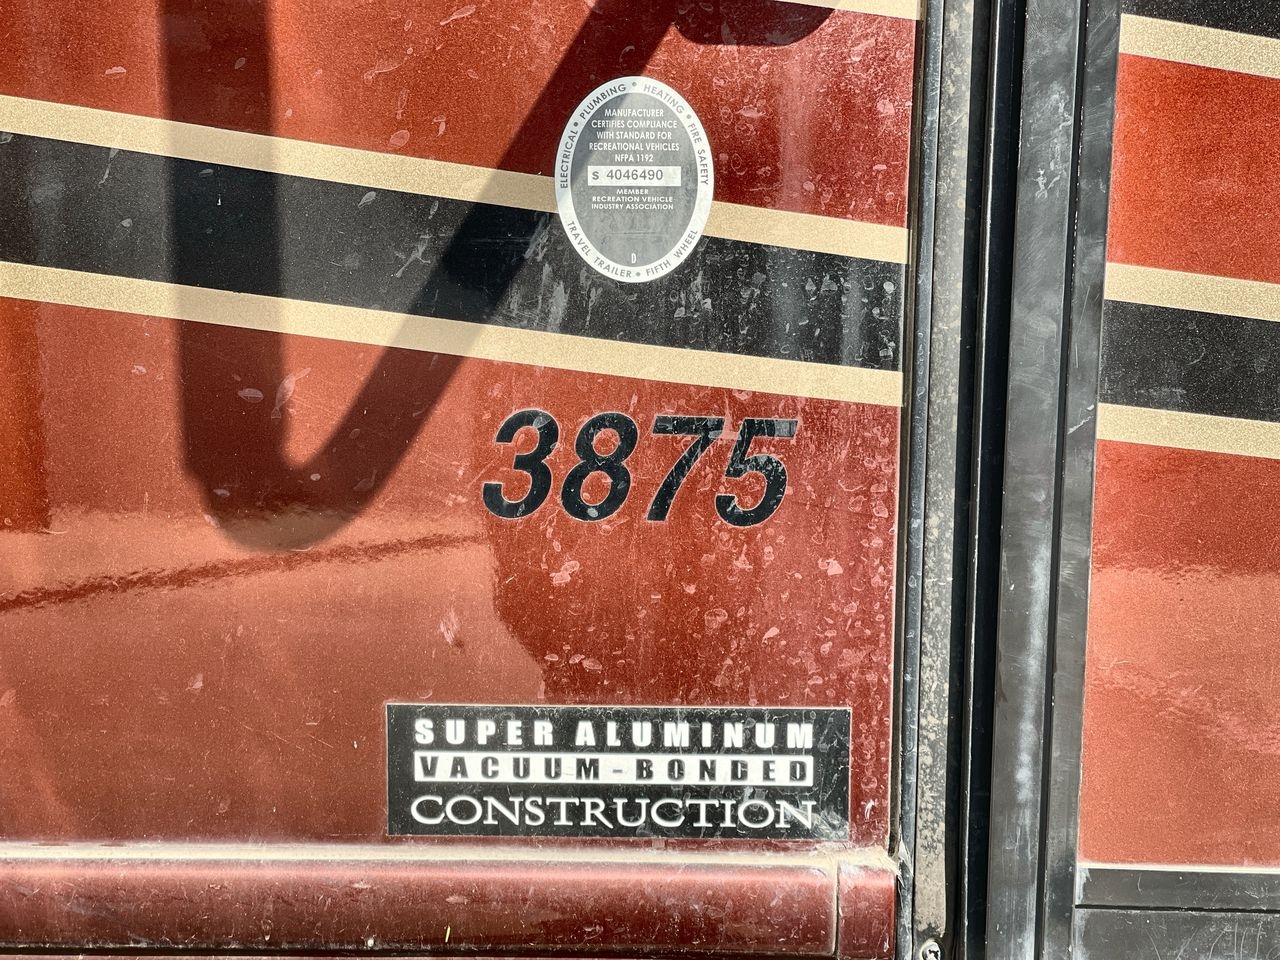 ELECTRICAL • PLUMBING • HEATING • FIRE SAFETY
MANUFACTURER
CERTIFIES COMPLIANCE
WITH STANDARD FOR
RECREATIONAL VEHICLES
NFPA 1192
S 4046490
MEMBER
RECREATION VEHICLE
INDUSTRY ASSOCIATION
D
TRAVEL TRAILER • FIFTH WHEEL
3875
SUPER ALUMINUM
VACUUM-BONDED
CONSTRUCTION